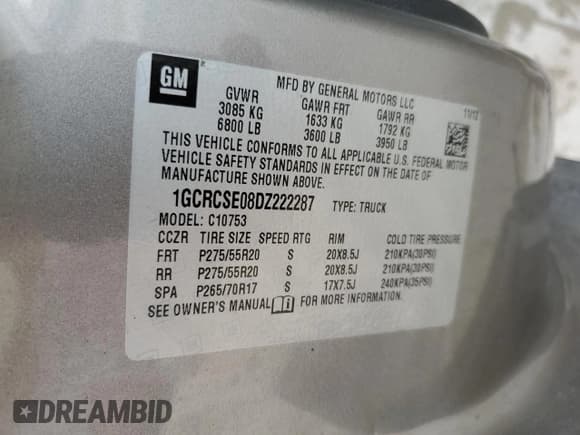 GM
MFD BY GENERAL MOTORS LLC
11/12
GVWR GAWR FRT GAWR RR
3085 KG 1633 KG 1792 KG
6800 LB 3600 LB 3950 LB
THIS VEHICLE CONFORMS TO ALL APPLICABLE U.S. FEDERAL MOTOR
VEHICLE SAFETY STANDARDS IN EFFECT ON THE DATE OF
MANUFACTURE SHOWN ABOVE.
1GCRCSE08DZ222287 TYPE: TRUCK
MODEL: C10753
CCZR TIRE SIZE SPEED RTG RIM COLD TIRE PRESSURE
FRT P275/55R20 S 20X8.5J 210KPA(30PSI)
RR P275/55R20 S 20X8.5J 210KPA(30PSI)
SPA P265/70R17 S 17X7.5J 240KPA(35PSI)
SEE OWNER'S MANUAL FOR MORE INFORMATION.
DREAMBID